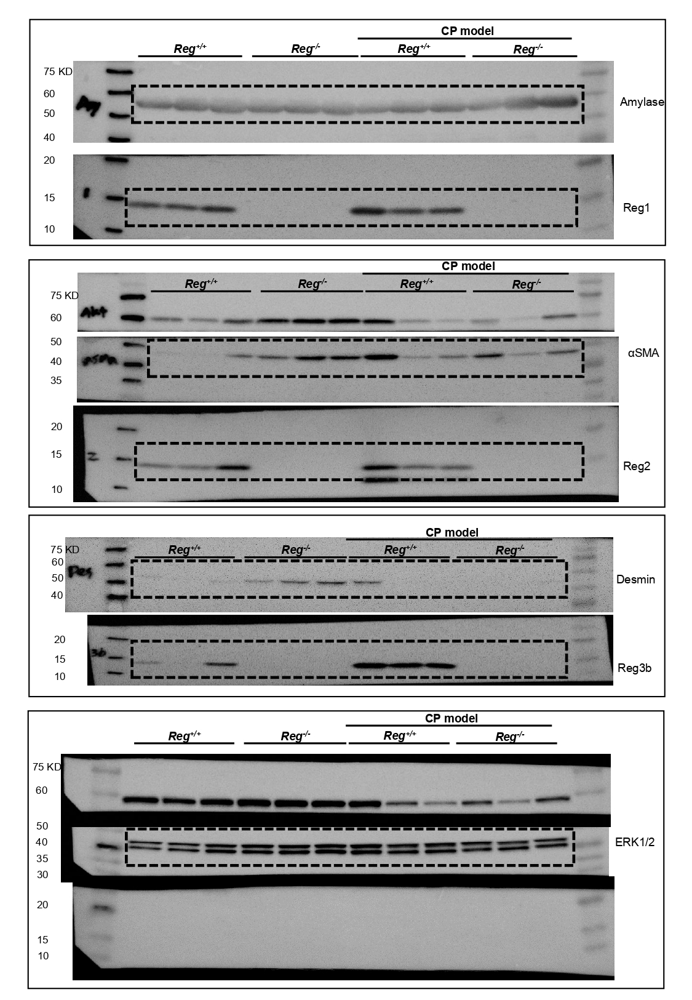 CP model
Reg+/+ Reg-/- Reg+/+ Reg-/-
75 KD
60
50
40
Amylase
20
1
15
10
Reg1
CP model
Reg+/+ Reg-/- Reg+/+ Reg-/-
75 KD
Akt
60
50
40
35
αSMA
αSMA
20
2
15
10
Reg2
CP model
Reg+/+ Reg-/- Reg+/+ Reg-/-
75 KD
60
Des
50
40
Desmin
20
3b
15
10
Reg3b
CP model
Reg+/+ Reg-/- Reg+/+ Reg-/-
75 KD
60
50
40
35
30
ERK1/2
20
15
10